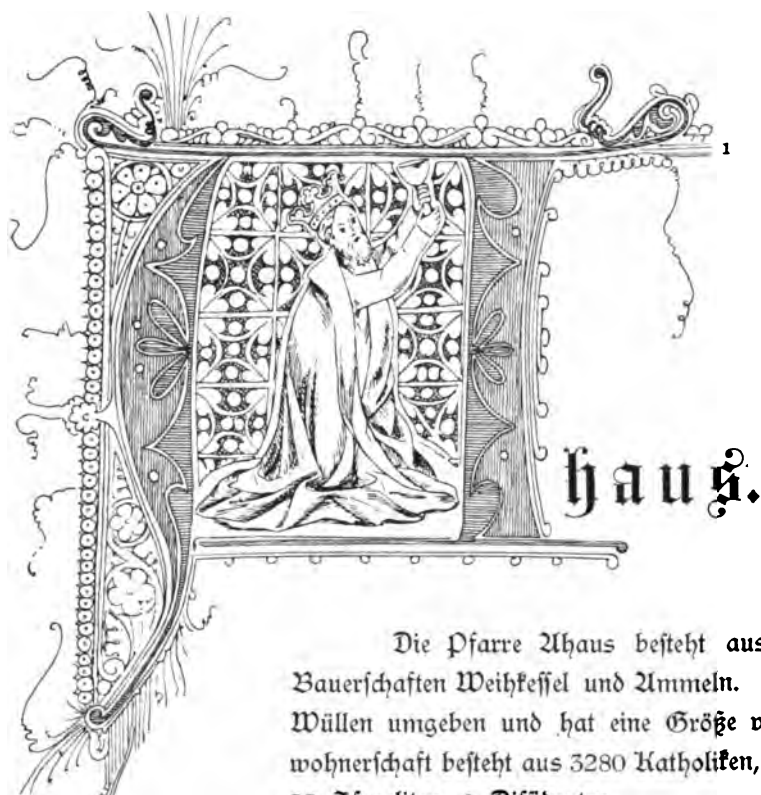 1
Ahaus.
Die Pfarre Ahaus besteht aus
Bauerschaften Weihkessel und Ammeln.
Wüllen umgeben und hat eine Größe
wohnerschaft besteht aus 3280 Katholiken,